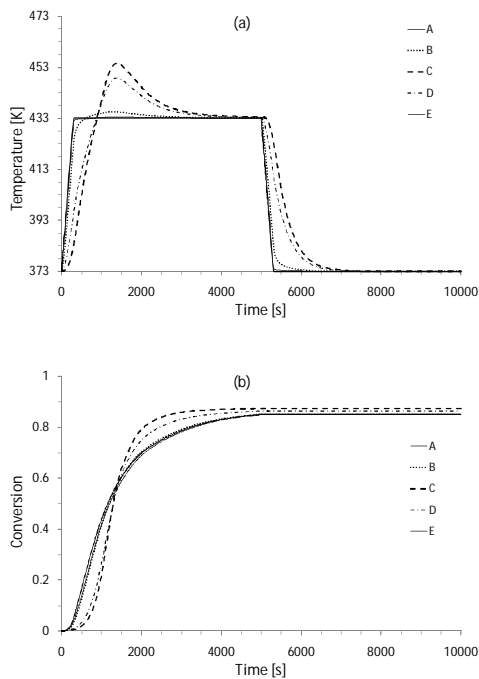 (a)
473
453
433
413
393
373
Temperature [K]
A
B
C
D
E
0
2000
4000
6000
8000
10000
Time [s]
(b)
1
0.8
0.6
0.4
0.2
0
Conversion
A
B
C
D
E
0
2000
4000
6000
8000
10000
Time [s]